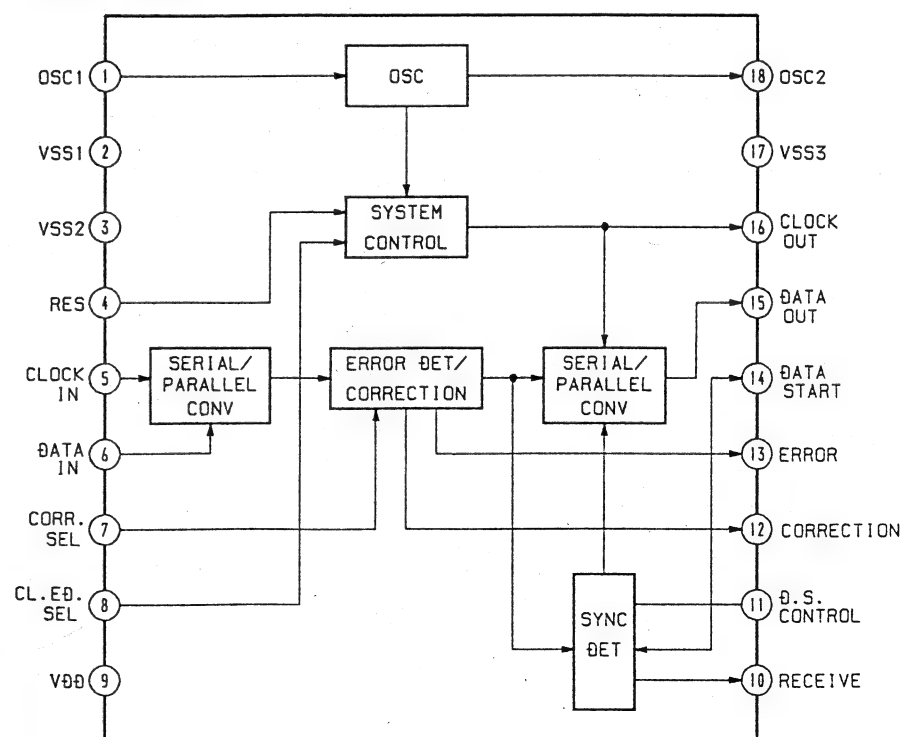 OSC1 1
OSC
18 OSC2
VSS1 2
17 VSS3
VSS2 3
SYSTEM
CONTROL
16 CLOCK
OUT
RES 4
15 DATA
OUT
CLOCK
IN
5
SERIAL/
PARALLEL
CONV
ERROR DET/
CORRECTION
SERIAL/
PARALLEL
CONV
14 DATA
START
DATA
IN
6
13 ERROR
CORR.
SEL
7
12 CORRECTION
CL.ED.
SEL
8
SYNC
DET
11 D.S.
CONTROL
VDD 9
10 RECEIVE